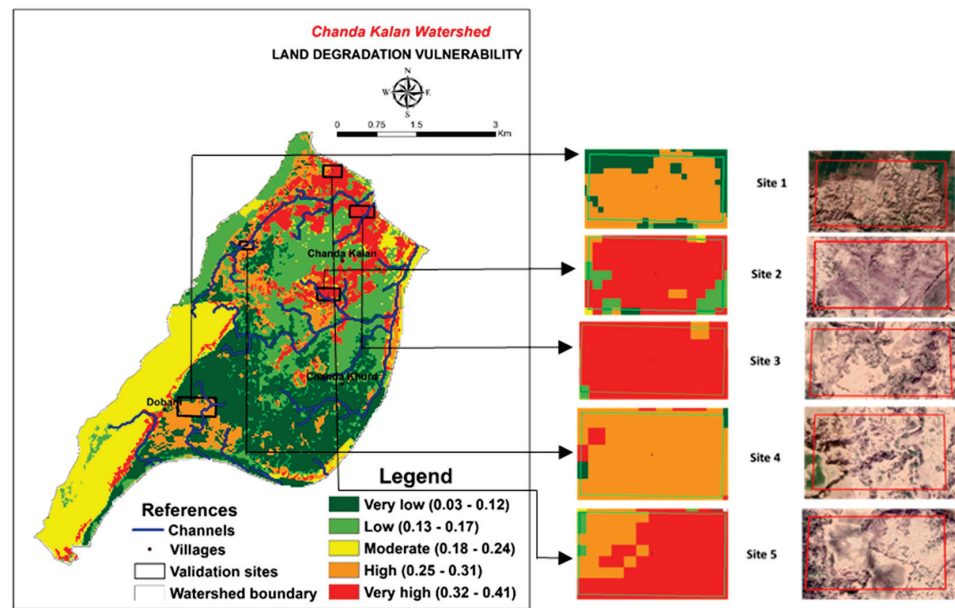 Chanda Kalan Watershed
LAND DEGRADATION VULNERABILITY
N
W E
S
0 0.75 1.5 3
Km
Chanda Kalan
Chanda Khurd
Legend
Very low (0.03 - 0.12)
Low (0.13 - 0.17)
Moderate (0.18 - 0.24)
High (0.25 - 0.31)
Very high (0.32 - 0.41)
References
Channels
Villages
Validation sites
Watershed boundary
Site 1
Site 2
Site 3
Site 4
Site 5